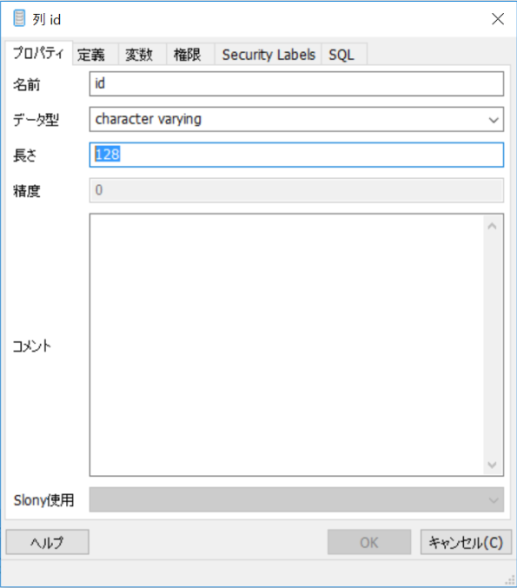 列 id
プロパティ 定義 変数 権限 Security Labels SQL
名前 id
データ型 character varying
長さ 128
精度 0
コメント
Slony使用
ヘルプ OK キャンセル(C)